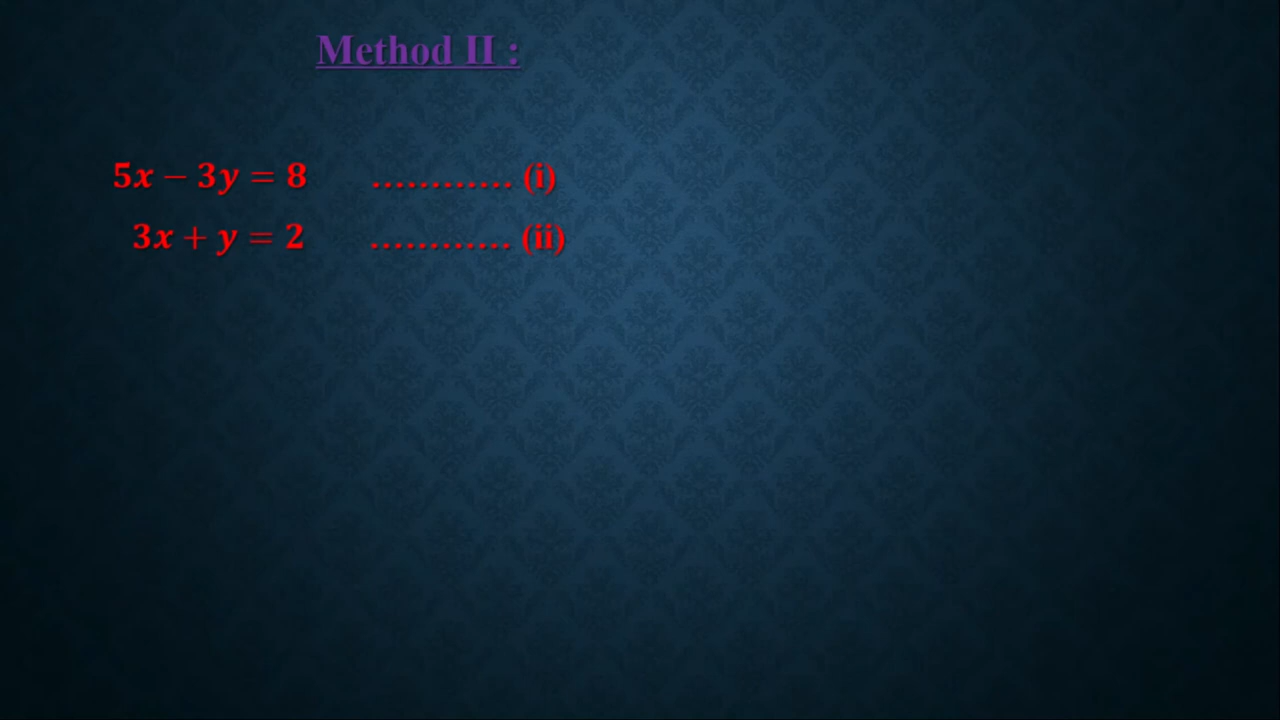 Method II :
5x − 3y = 8 ............ (i)
3x + y = 2 ............ (ii)